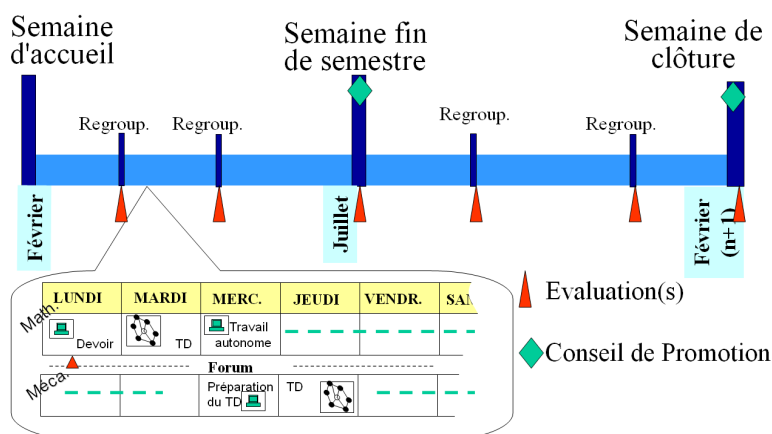 Semaine
d'accueil
Semaine fin
de semestre
Semaine de
clôture
Regroup.
Regroup.
Regroup.
Regroup.
Février
Juillet
Février
(n+1)
LUNDI
MARDI
MERC.
JEUDI
VENDR.
Math.
Devoir
TD
Travail
autonome
Forum
Méca.
Préparation
du TD
TD
Evaluation(s)
Conseil de Promotion